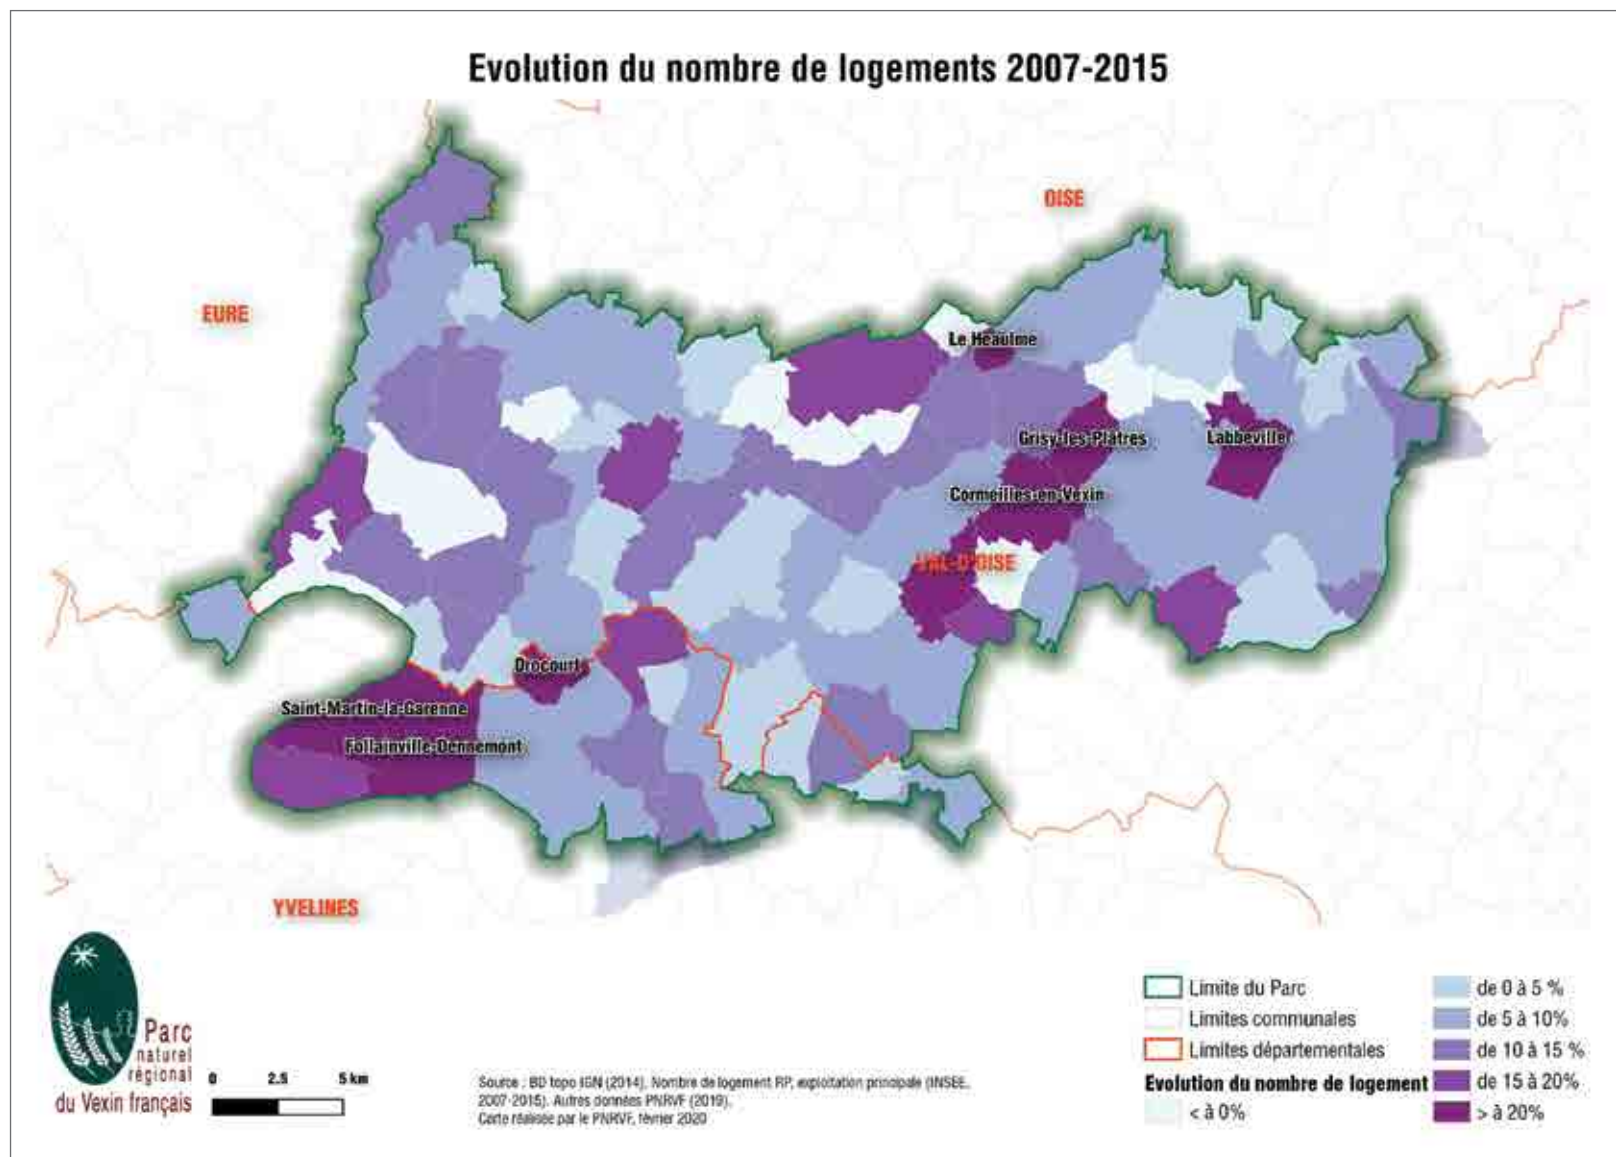 Evolution du nombre de logements 2007-2015
OISE
EURE
Le Heaulme
Grisy-les-Plâtres
Labbeville
Cormeilles-en-Vexin
VAL-D'OISE
Drocourt
Saint-Martin-la-Garenne
Follainville-Dennemont
YVELINES
Parc
naturel
régional
du Vexin français
0 2.5 5 km
Source : BD topo IGN (2014), Nombre de logement RP, exploitation principale (INSEE,
2007-2015). Autres données PNRVF (2019).
Carte réalisée par le PNRVF, février 2020
Limite du Parc
Limites communales
Limites départementales
Evolution du nombre de logement
< à 0%
de 0 à 5 %
de 5 à 10%
de 10 à 15 %
de 15 à 20%
> à 20%